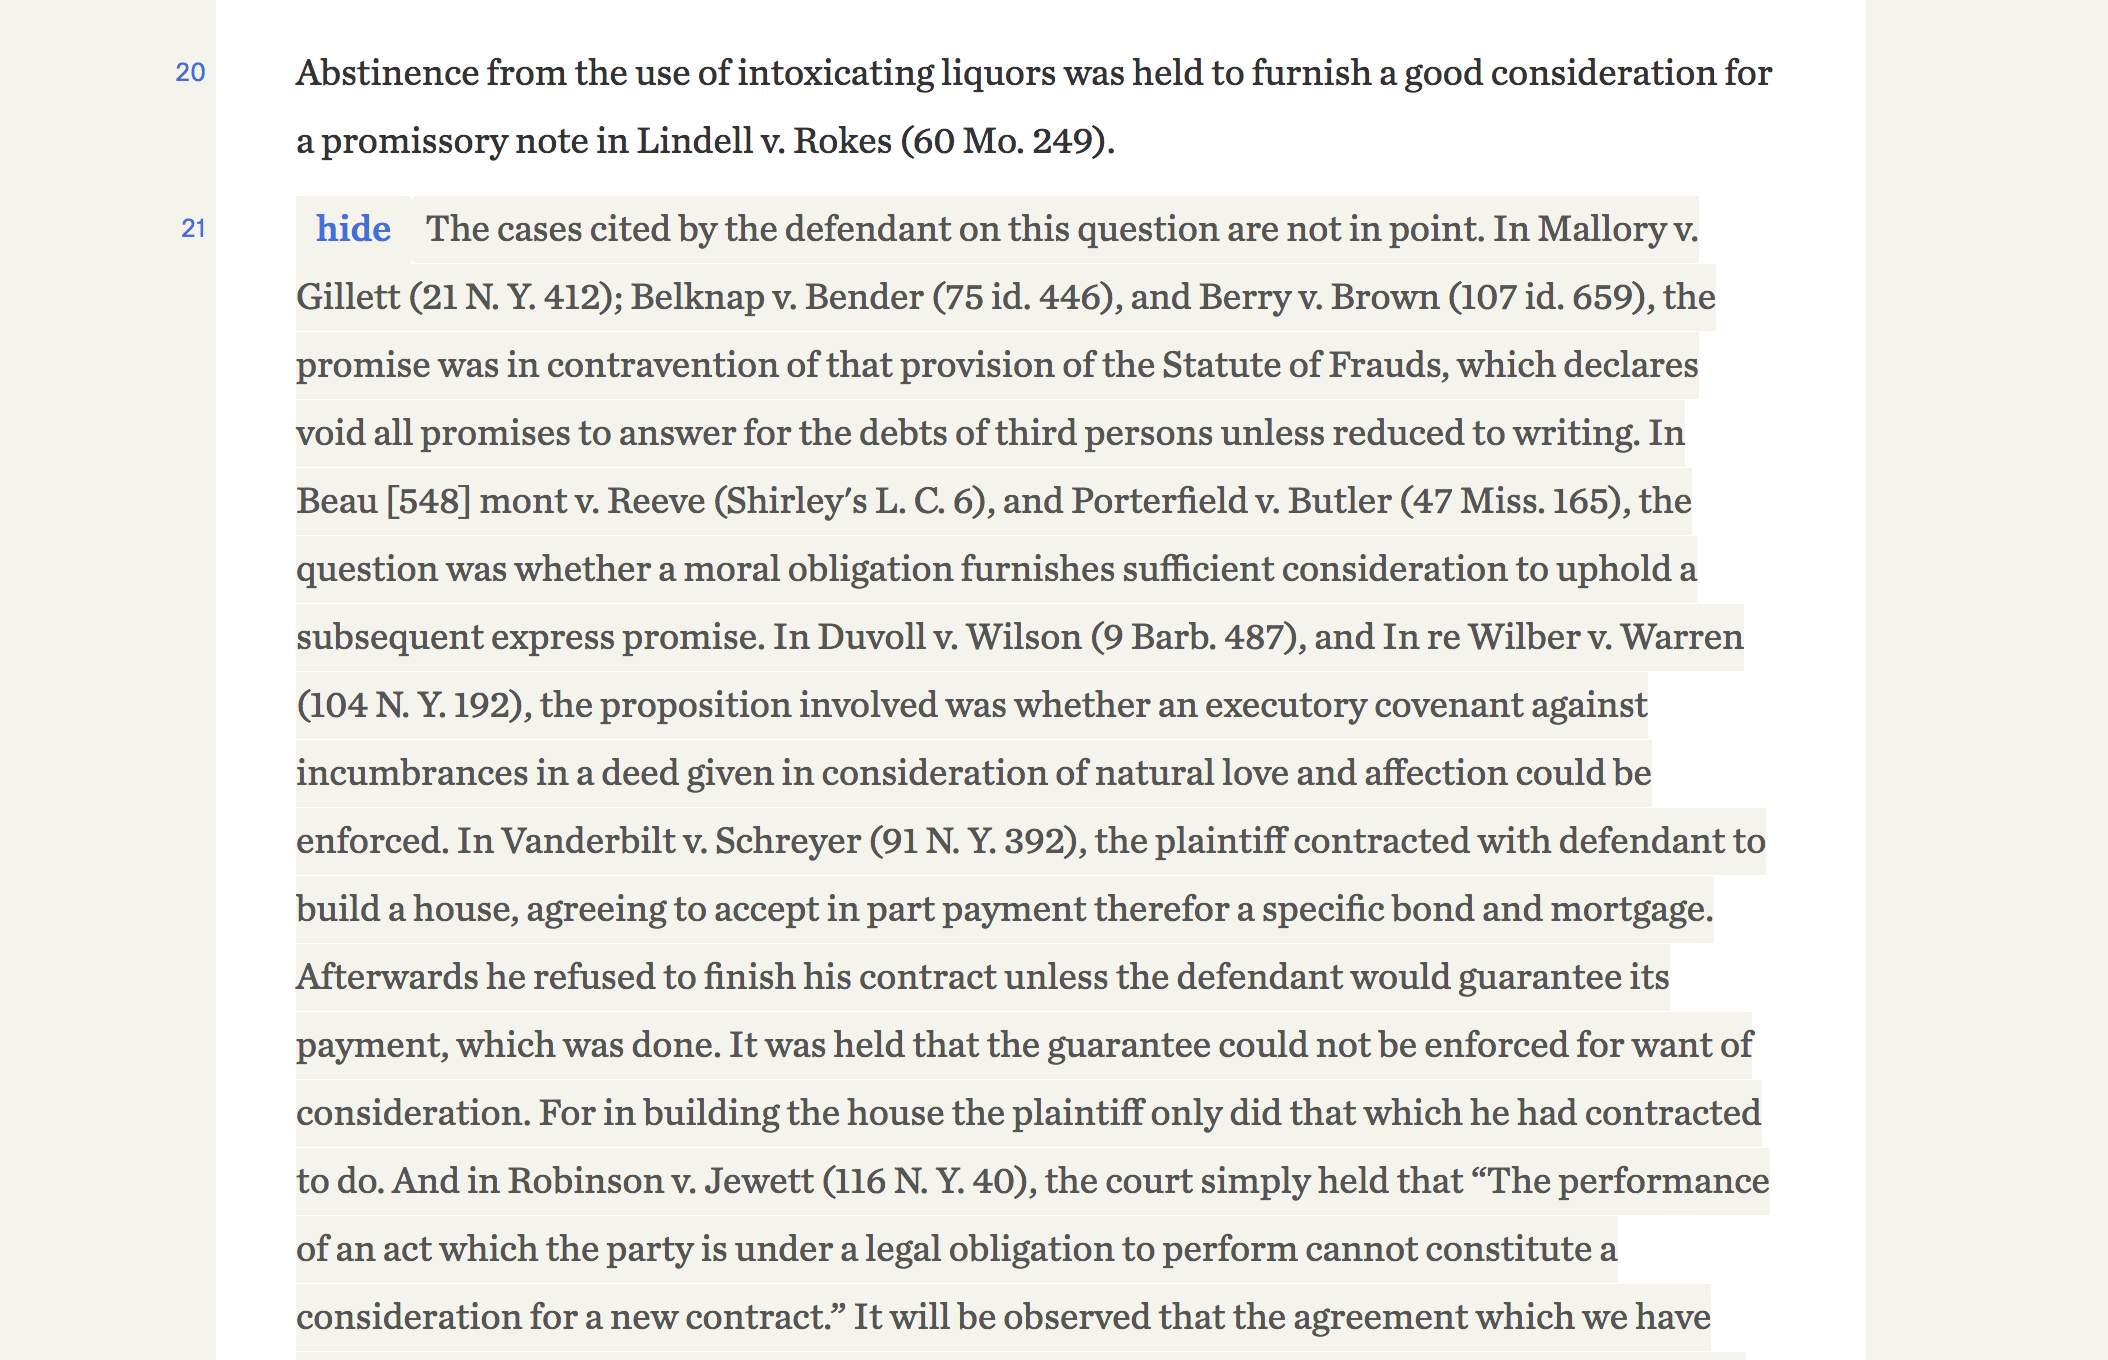 20 Abstinence from the use of intoxicating liquors was held to furnish a good consideration for
a promissory note in Lindell v. Rokes (60 Mo. 249).
21 hide The cases cited by the defendant on this question are not in point. In Mallory v.
Gillett (21 N. Y. 412); Belknap v. Bender (75 id. 446), and Berry v. Brown (107 id. 659), the
promise was in contravention of that provision of the Statute of Frauds, which declares
void all promises to answer for the debts of third persons unless reduced to writing. In
Beau [548] mont v. Reeve (Shirley's L. C. 6), and Porterfield v. Butler (47 Miss. 165), the
question was whether a moral obligation furnishes sufficient consideration to uphold a
subsequent express promise. In Duvoll v. Wilson (9 Barb. 487), and In re Wilber v. Warren
(104 N. Y. 192), the proposition involved was whether an executory covenant against
incumbrances in a deed given in consideration of natural love and affection could be
enforced. In Vanderbilt v. Schreyer (91 N. Y. 392), the plaintiff contracted with defendant to
build a house, agreeing to accept in part payment therefor a specific bond and mortgage.
Afterwards he refused to finish his contract unless the defendant would guarantee its
payment, which was done. It was held that the guarantee could not be enforced for want of
consideration. For in building the house the plaintiff only did that which he had contracted
to do. And in Robinson v. Jewett (116 N. Y. 40), the court simply held that “The performance
of an act which the party is under a legal obligation to perform cannot constitute a
consideration for a new contract.” It will be observed that the agreement which we have